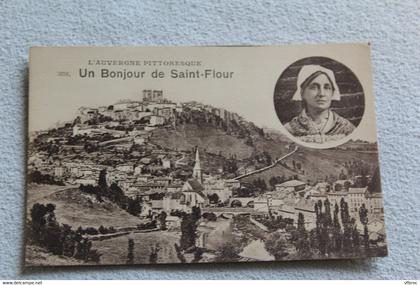 L'AUVERGNE PITTORESQUE
Un Bonjour de Saint-Flour